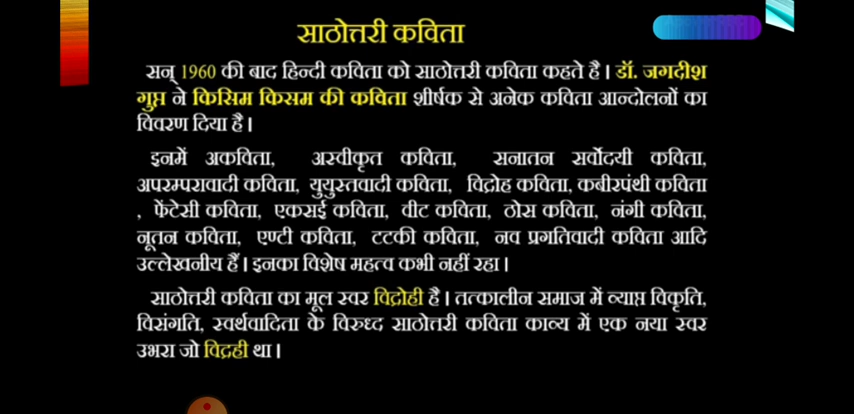 साठोत्तरी कविता
सन् 1960 की बाद हिन्दी कविता को साठोत्तरी कविता कहते है । डॉ. जगदीश
गुप्त ने किसिम किसम की कविता शीर्षक से अनेक कविता आन्दोलनों का
विवरण दिया है ।
इनमें अकविता, अस्वीकृत कविता, सनातन सर्वोदयी कविता,
अपरम्परावादी कविता, युयुस्तवादी कविता, विद्रोह कविता, कबीरपंथी कविता
, फेंटेसी कविता, एकसई कविता, वीट कविता, ठोस कविता, नंगी कविता,
नूतन कविता, एण्टी कविता, टटकी कविता, नव प्रगतिवादी कविता आदि
उल्लेखनीय हैं । इनका विशेष महत्व कभी नहीं रहा ।
साठोत्तरी कविता का मूल स्वर विद्रोही है । तत्कालीन समाज में व्याप्त विकृति,
विसंगति, स्वर्थवादिता के विरुध्द साठोत्तरी कविता काव्य में एक नया स्वर
उभरा जो विद्रही था ।